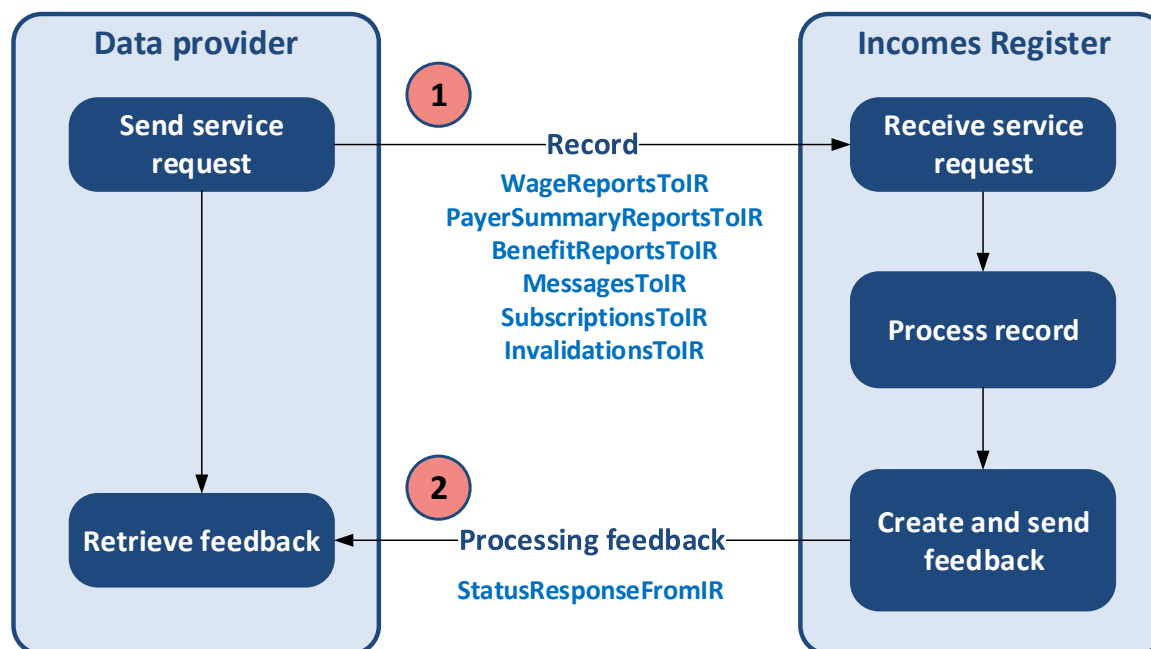 Data provider
Incomes Register
1
Send service
request
Record
Receive service
request
WageReportsToIR
PayerSummaryReportsToIR
BenefitReportsToIR
MessagesToIR
SubscriptionsToIR
InvalidationsToIR
Process record
2
Retrieve feedback
Processing feedback
Create and send
feedback
StatusResponseFromIR